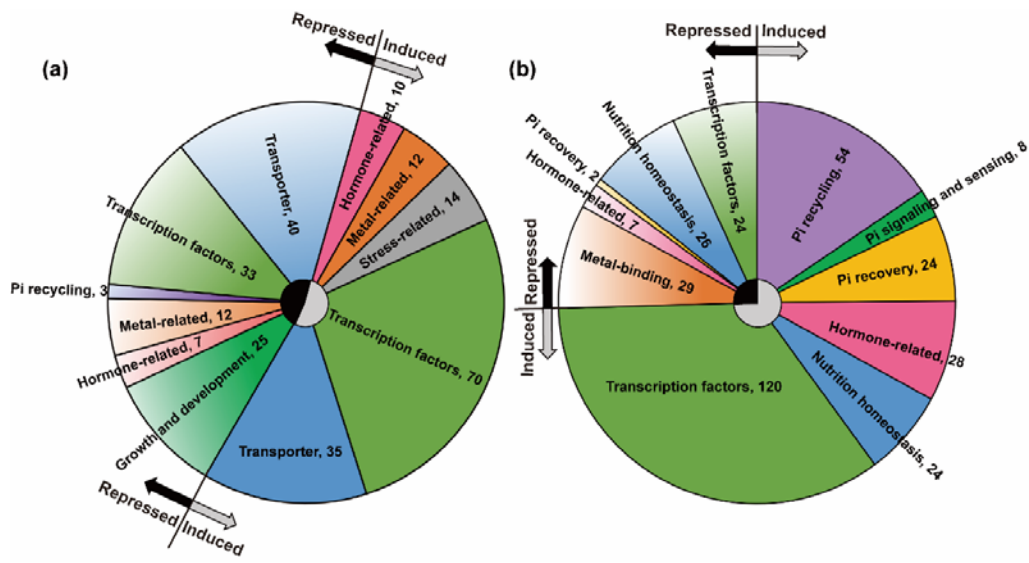 (a)
Repressed
Induced
Hormone-related, 10
Metal-related, 12
Stress-related, 14
Transcription factors, 70
Transporter, 35
Growth and development, 25
Hormone-related, 7
Metal-related, 12
Pi recycling, 3
Transcription factors, 33
Transporter, 40
Repressed
Induced
(b)
Repressed
Induced
Pi recycling, 54
Pi signaling and sensing, 8
Pi recovery, 24
Hormone-related, 28
Nutrition homeostasis, 24
Transcription factors, 120
Metal-binding, 29
Hormone-related, 7
Pi recovery, 2
Nutrition homeostasis, 26
Transcription factors, 24
Repressed
Induced